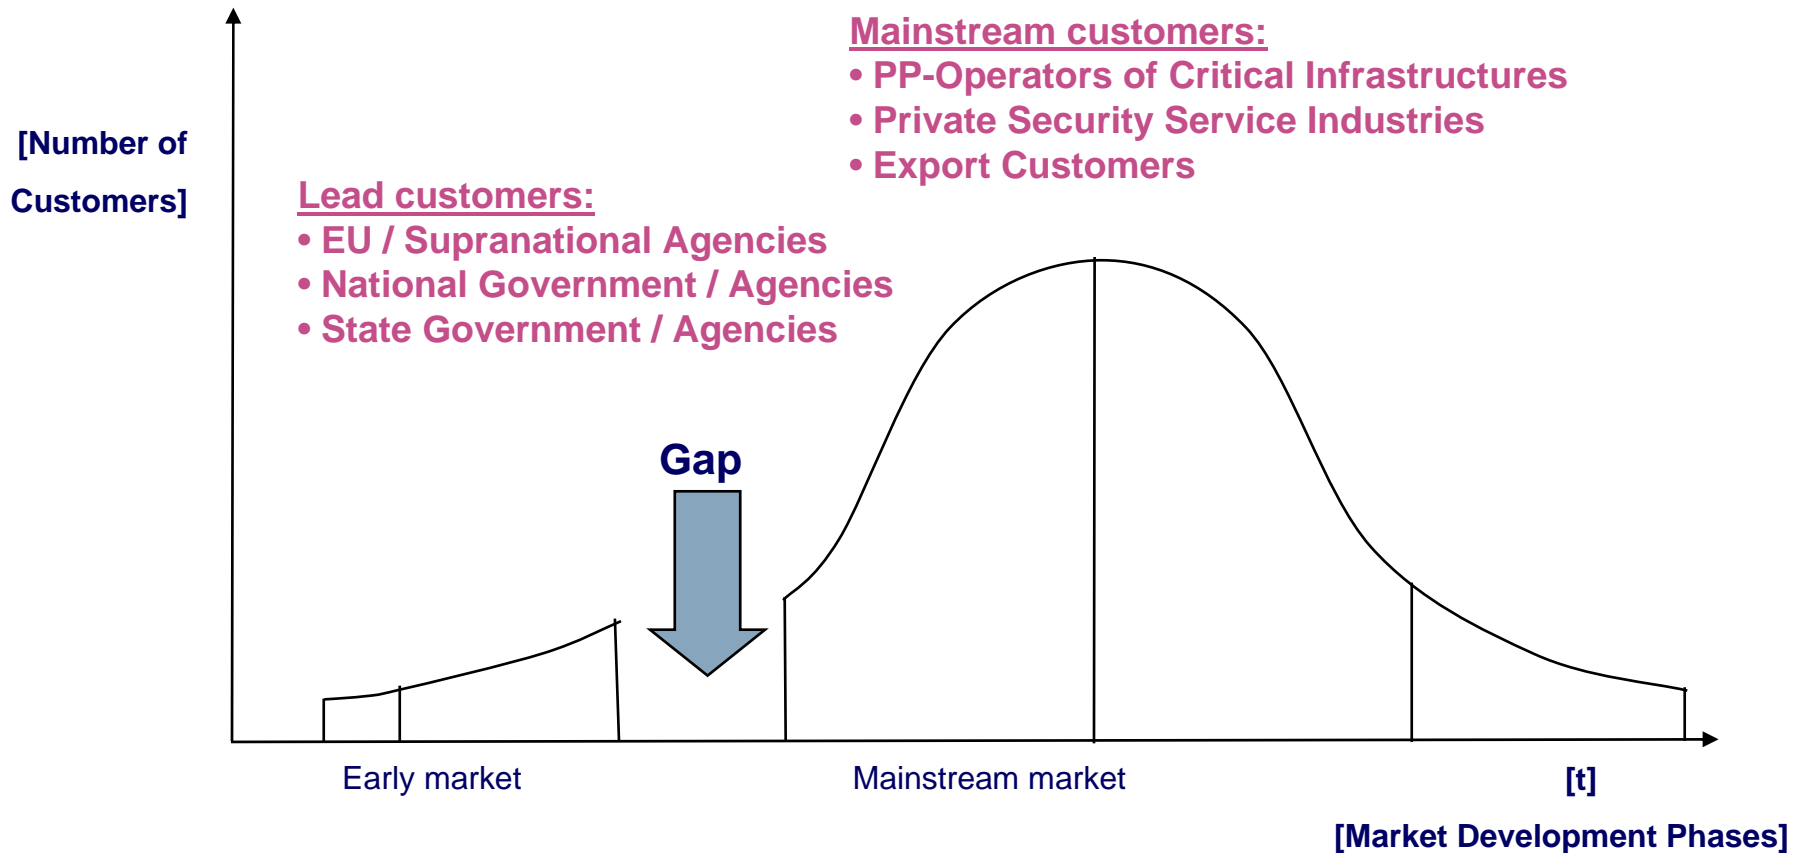 Mainstream customers:
• PP-Operators of Critical Infrastructures
• Private Security Service Industries
• Export Customers
[Number of
Customers]
Lead customers:
• EU / Supranational Agencies
• National Government / Agencies
• State Government / Agencies
Gap
Early market
Mainstream market
[t]
[Market Development Phases]